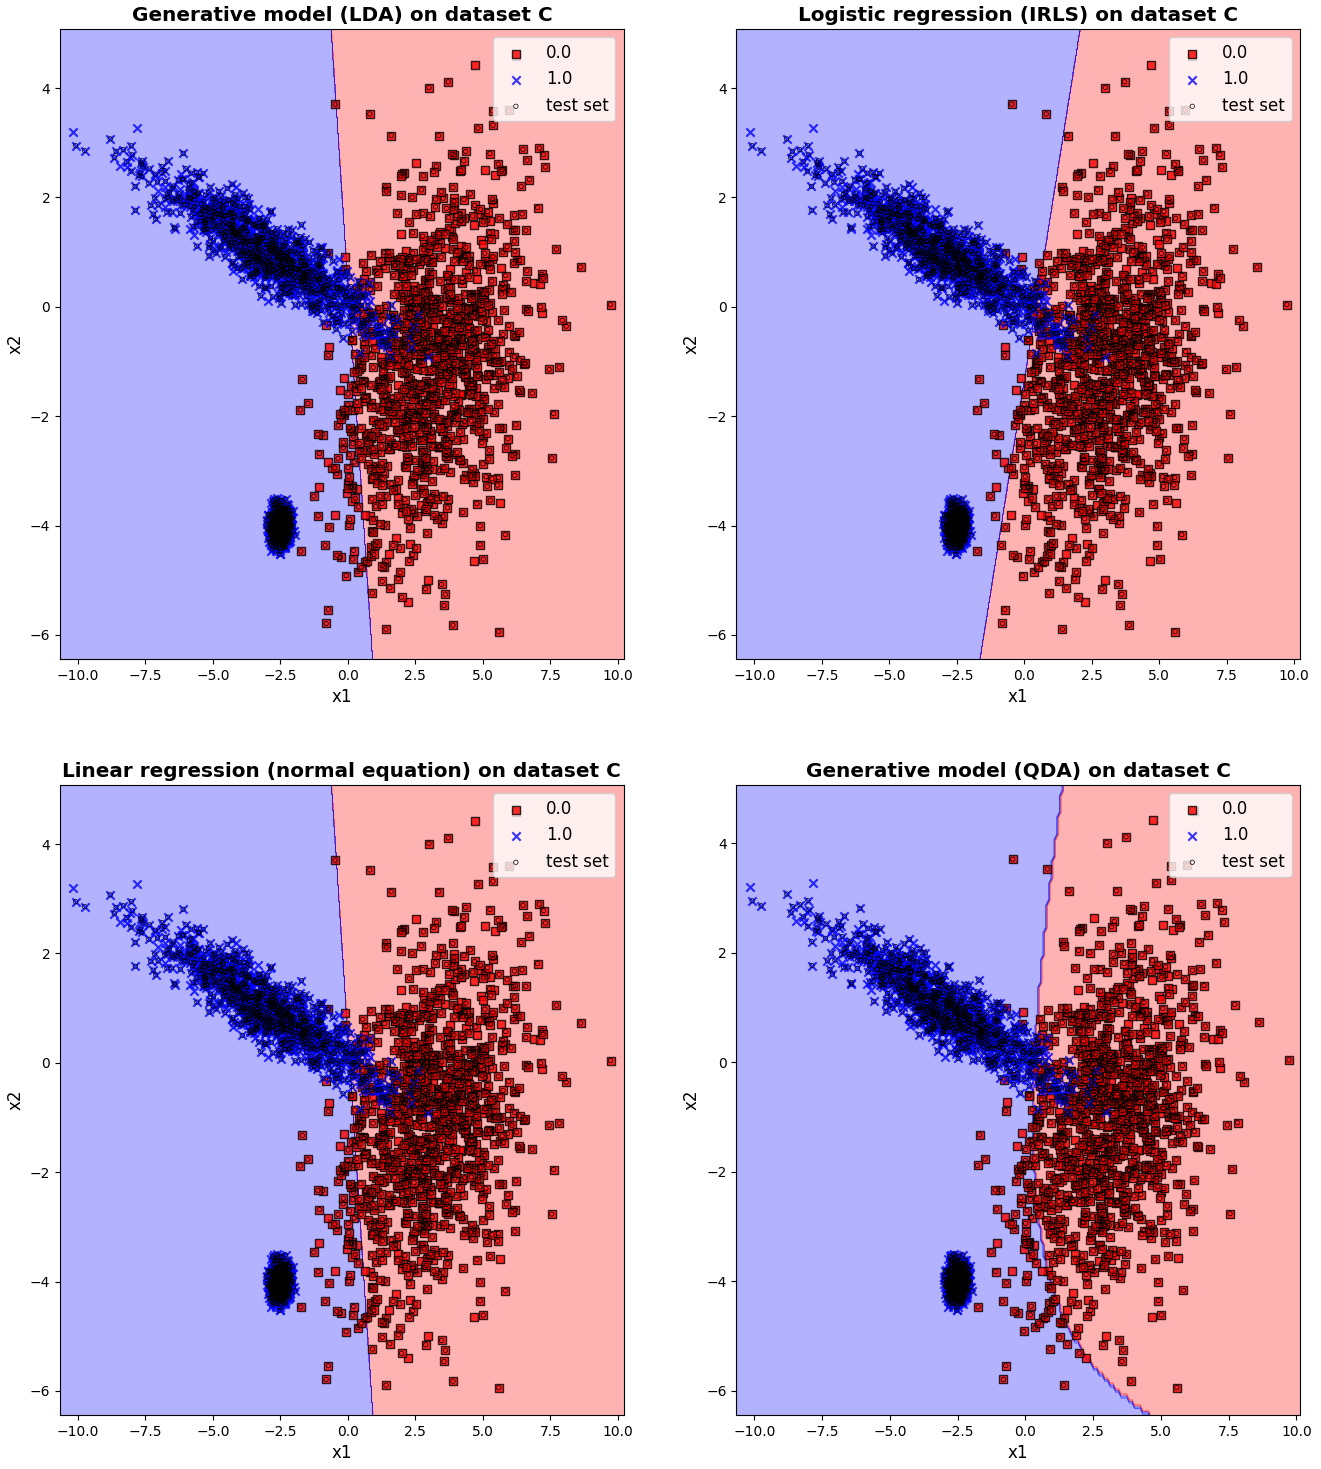 Generative model (LDA) on dataset C
0.0
1.0
test set
x2
4
2
0
−2
−4
−6
−10.0 −7.5 −5.0 −2.5 0.0 2.5 5.0 7.5 10.0
x1
Logistic regression (IRLS) on dataset C
0.0
1.0
test set
x2
4
2
0
−2
−4
−6
−10.0 −7.5 −5.0 −2.5 0.0 2.5 5.0 7.5 10.0
x1
Linear regression (normal equation) on dataset C
0.0
1.0
test set
x2
4
2
0
−2
−4
−6
−10.0 −7.5 −5.0 −2.5 0.0 2.5 5.0 7.5 10.0
x1
Generative model (QDA) on dataset C
0.0
1.0
test set
x2
4
2
0
−2
−4
−6
−10.0 −7.5 −5.0 −2.5 0.0 2.5 5.0 7.5 10.0
x1